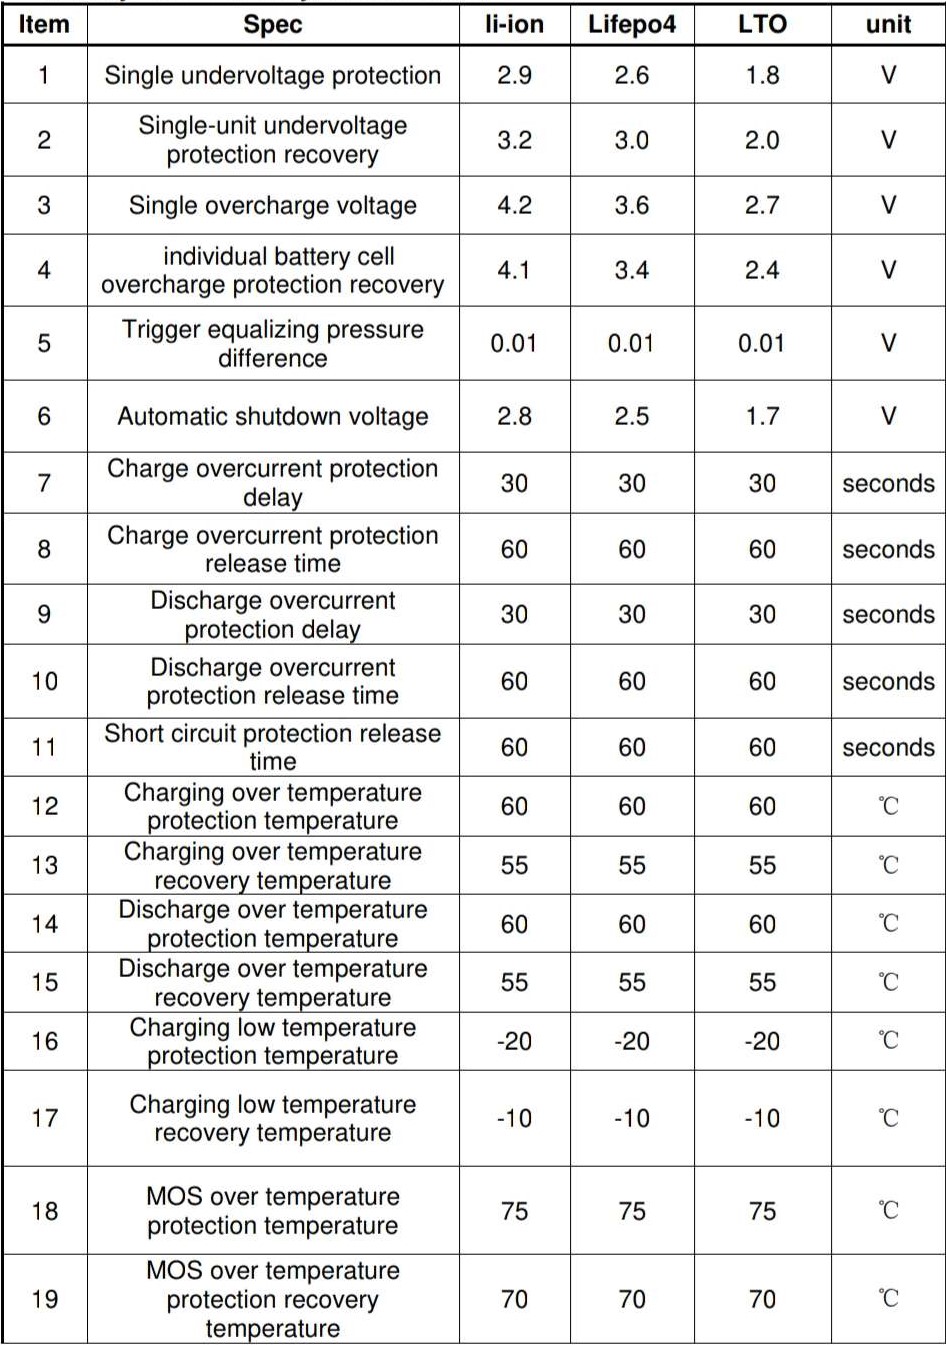 Item Spec li-ion Lifepo4 LTO unit
1 Single undervoltage protection 2.9 2.6 1.8 V
2 Single-unit undervoltage
protection recovery 3.2 3.0 2.0 V
3 Single overcharge voltage 4.2 3.6 2.7 V
4 individual battery cell
overcharge protection recovery 4.1 3.4 2.4 V
5 Trigger equalizing pressure
difference 0.01 0.01 0.01 V
6 Automatic shutdown voltage 2.8 2.5 1.7 V
7 Charge overcurrent protection
delay 30 30 30 seconds
8 Charge overcurrent protection
release time 60 60 60 seconds
9 Discharge overcurrent
protection delay 30 30 30 seconds
10 Discharge overcurrent
protection release time 60 60 60 seconds
11 Short circuit protection release
time 60 60 60 seconds
12 Charging over temperature
protection temperature 60 60 60 ℃
13 Charging over temperature
recovery temperature 55 55 55 ℃
14 Discharge over temperature
protection temperature 60 60 60 ℃
15 Discharge over temperature
recovery temperature 55 55 55 ℃
16 Charging low temperature
protection temperature -20 -20 -20 ℃
17 Charging low temperature
recovery temperature -10 -10 -10 ℃
18 MOS over temperature
protection temperature 75 75 75 ℃
19 MOS over temperature
protection recovery
temperature 70 70 70 ℃